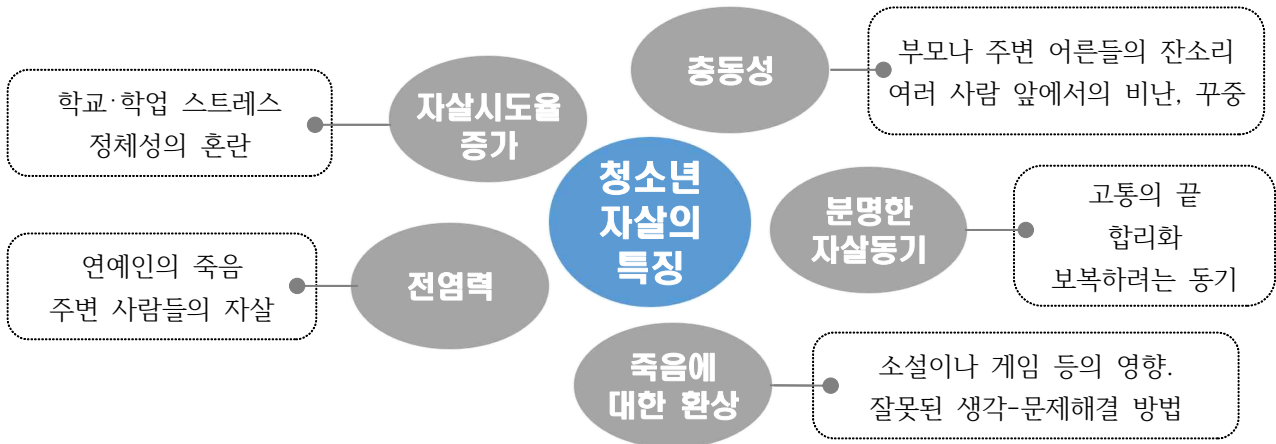 청소년
자살의
특징
충동성
부모나 주변 어른들의 잔소리
여러 사람 앞에서의 비난, 꾸중
자살시도율
증가
학교·학업 스트레스
정체성의 혼란
분명한
자살동기
고통의 끝
합리화
보복하려는 동기
전염력
연예인의 죽음
주변 사람들의 자살
죽음에
대한 환상
소설이나 게임 등의 영향.
잘못된 생각-문제해결 방법